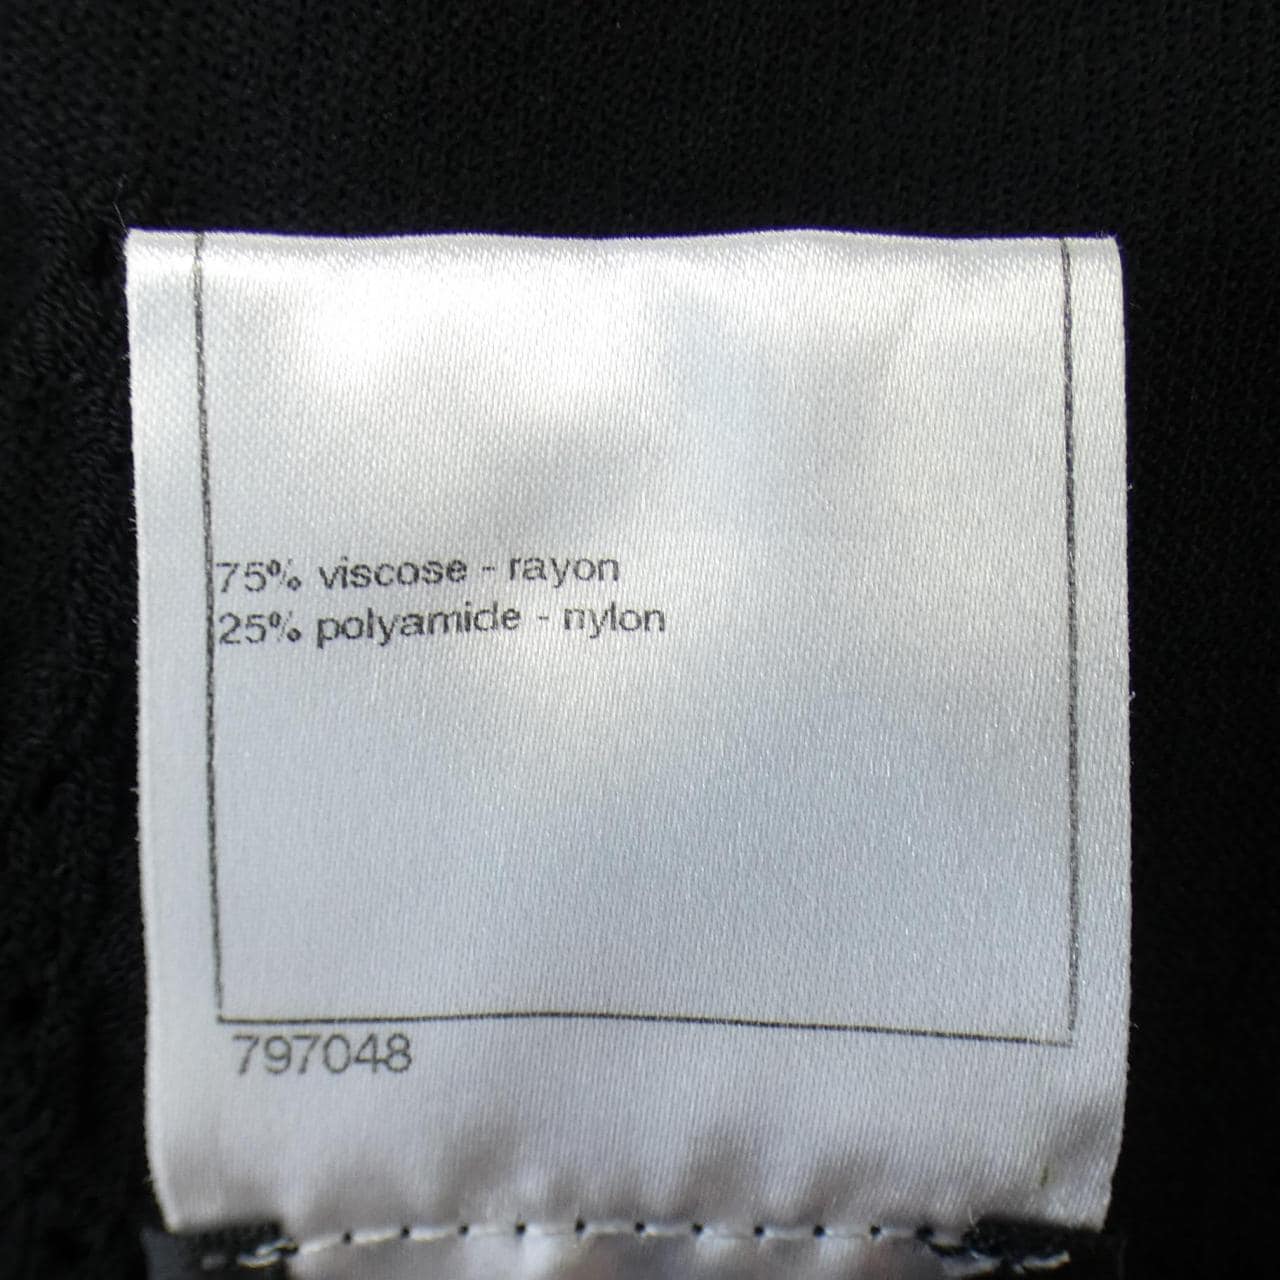 75% viscose - rayon
25% polyamide - nylon
797048